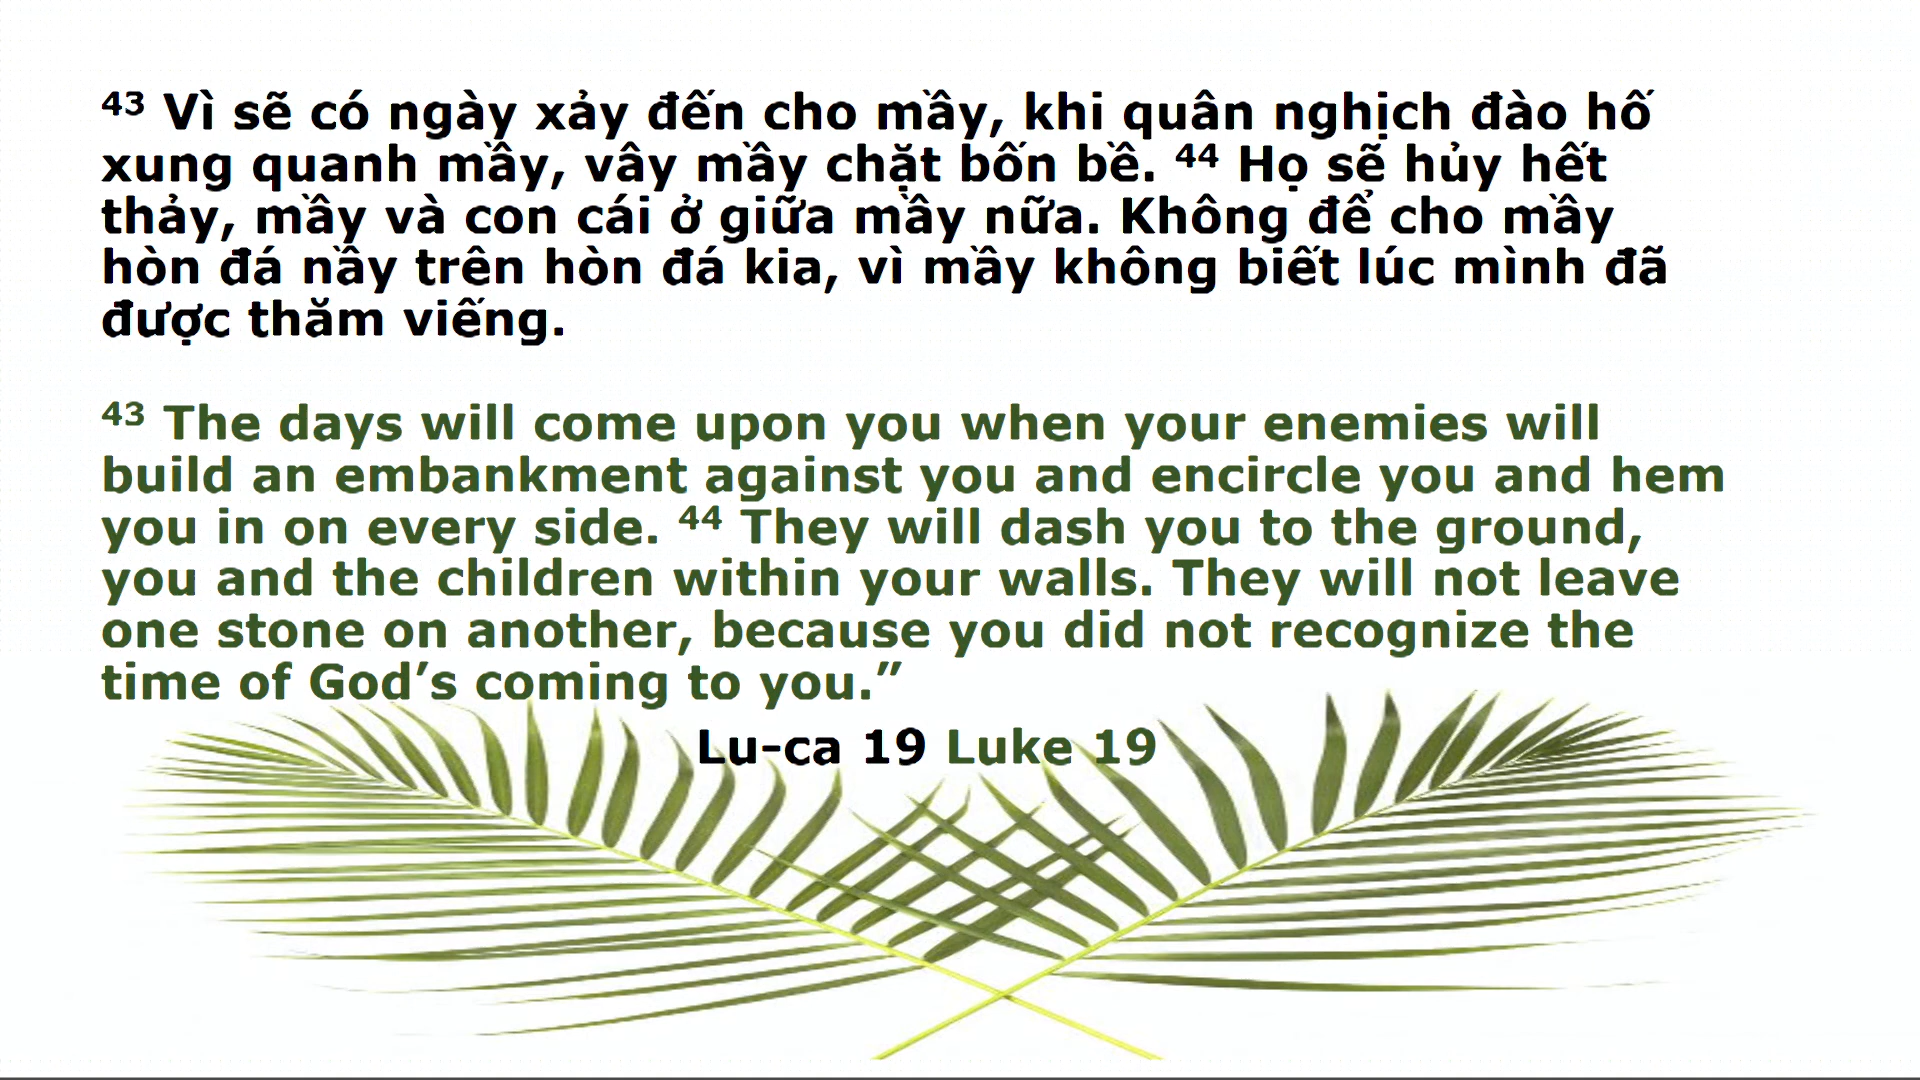 43 Vì sẽ có ngày xảy đến cho mầy, khi quân nghịch đào hố
xung quanh mầy, vây mầy chặt bốn bề. 44 Họ sẽ hủy hết
thảy, mầy và con cái ở giữa mầy nữa. Không để cho mầy
hòn đá nầy trên hòn đá kia, vì mầy không biết lúc mình đã
được thăm viếng.
43 The days will come upon you when your enemies will
build an embankment against you and encircle you and hem
you in on every side. 44 They will dash you to the ground,
you and the children within your walls. They will not leave
one stone on another, because you did not recognize the
time of God’s coming to you.”
Lu-ca 19 Luke 19